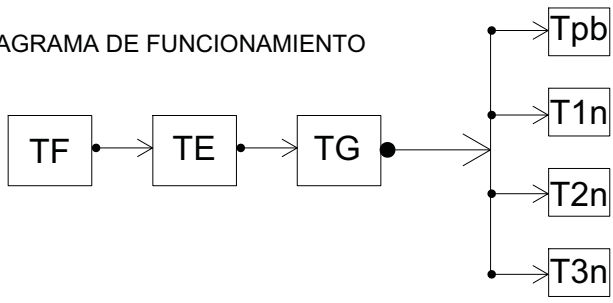 AGRAMA DE FUNCIONAMIENTO
Tpb
TF
TE
TG
T1n
T2n
T3n